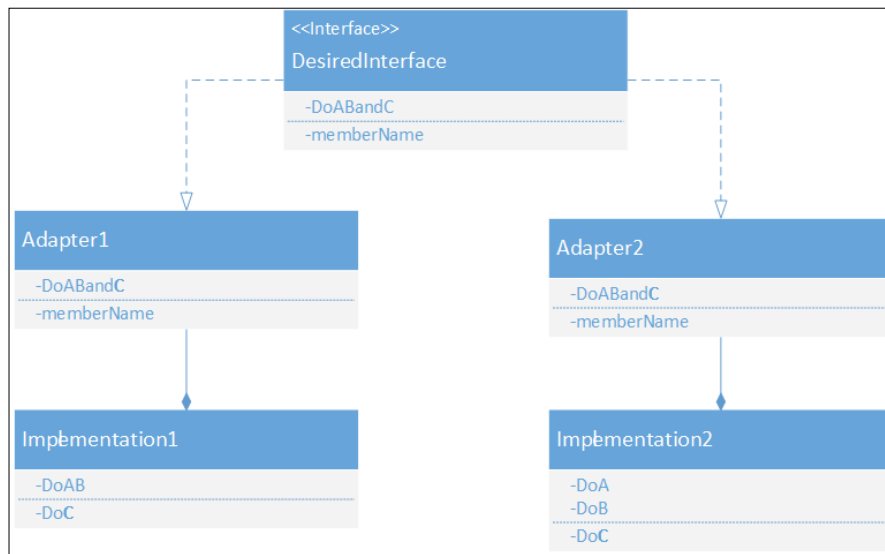 <<Interface>>
DesiredInterface
-DoABandC
-memberName
Adapter1
-DoABandC
-memberName
Adapter2
-DoABandC
-memberName
Implementation1
-DoAB
-DoC
Implementation2
-DoA
-DoB
-DoC